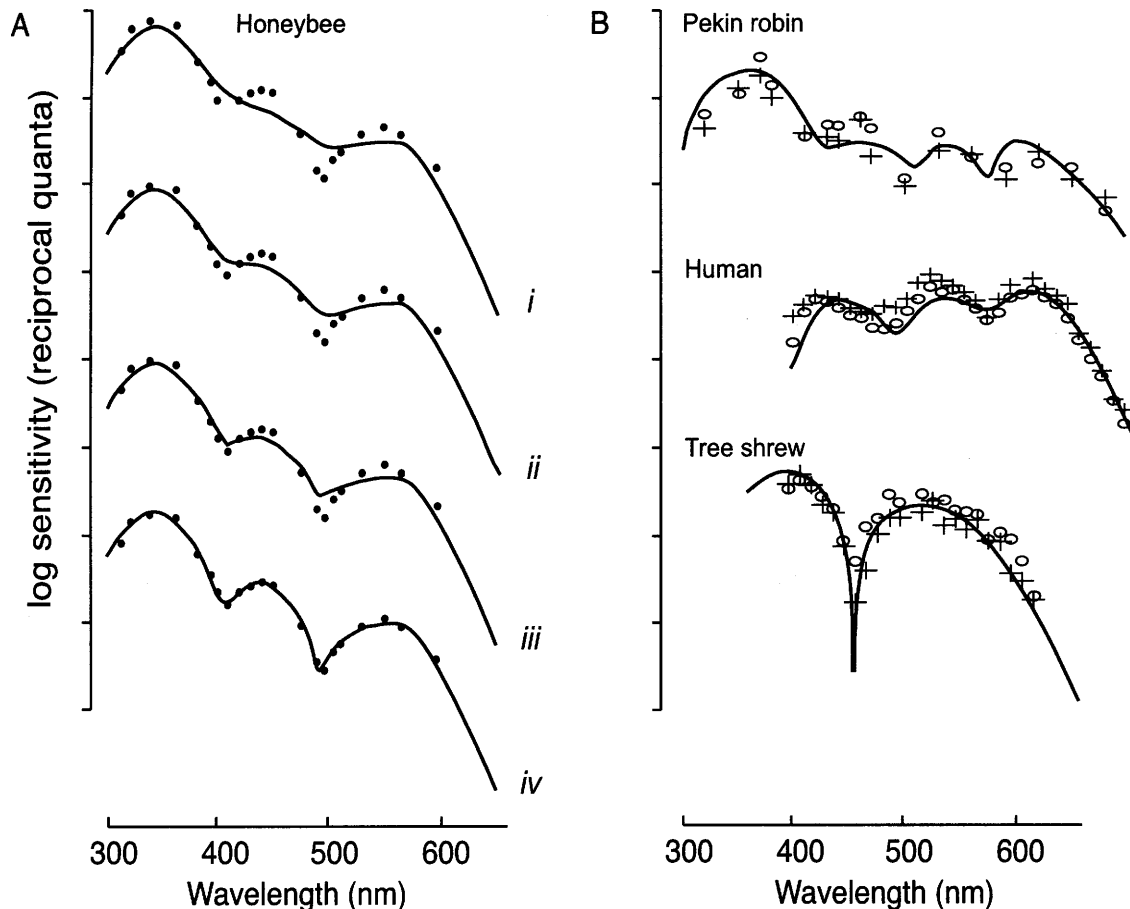 A
Honeybee
log sensitivity (reciprocal quanta)
i
ii
iii
iv
300
400
500
600
Wavelength (nm)
B
Pekin robin
Human
Tree shrew
300
400
500
600
Wavelength (nm)